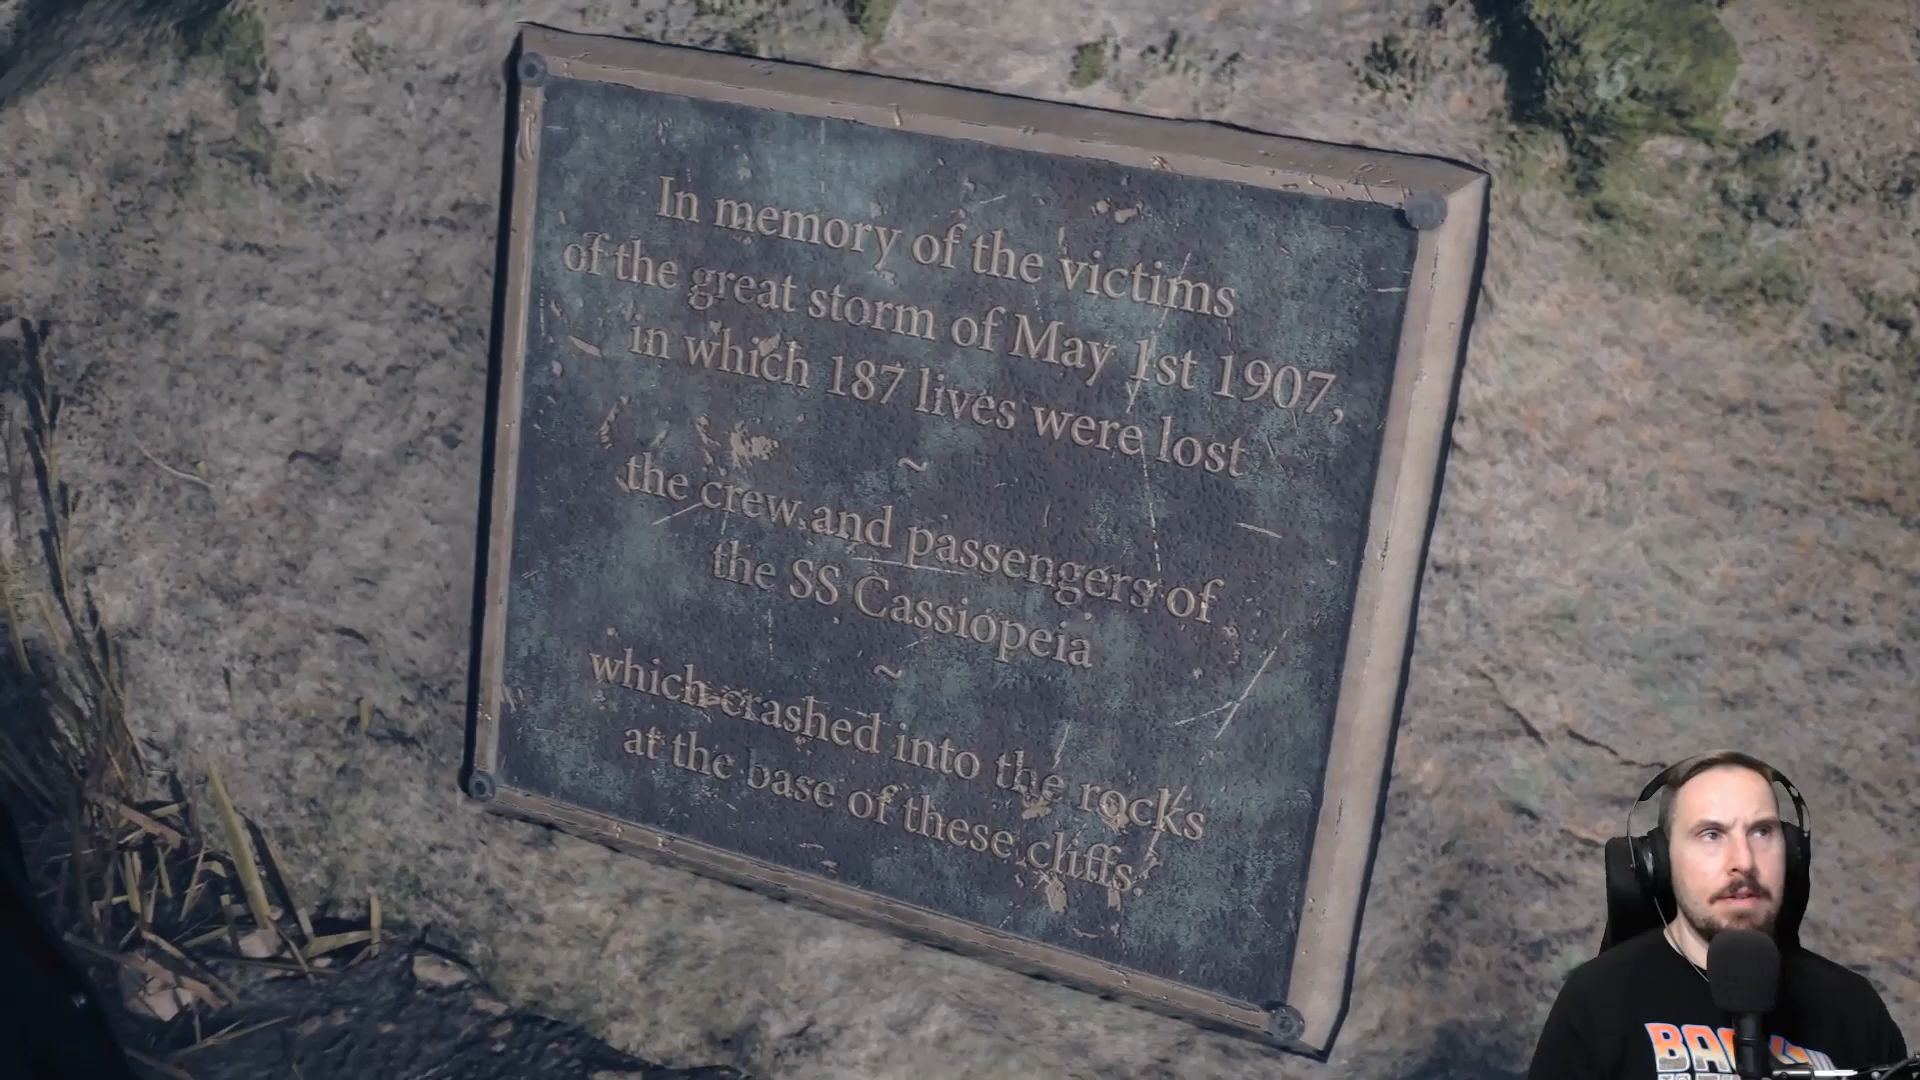 In memory of the victims
of the great storm of May 1st 1907,
in which 187 lives were lost
~
the crew and passengers of
the SS Cassiopeia
~
which crashed into the rocks
at the base of these cliffs.